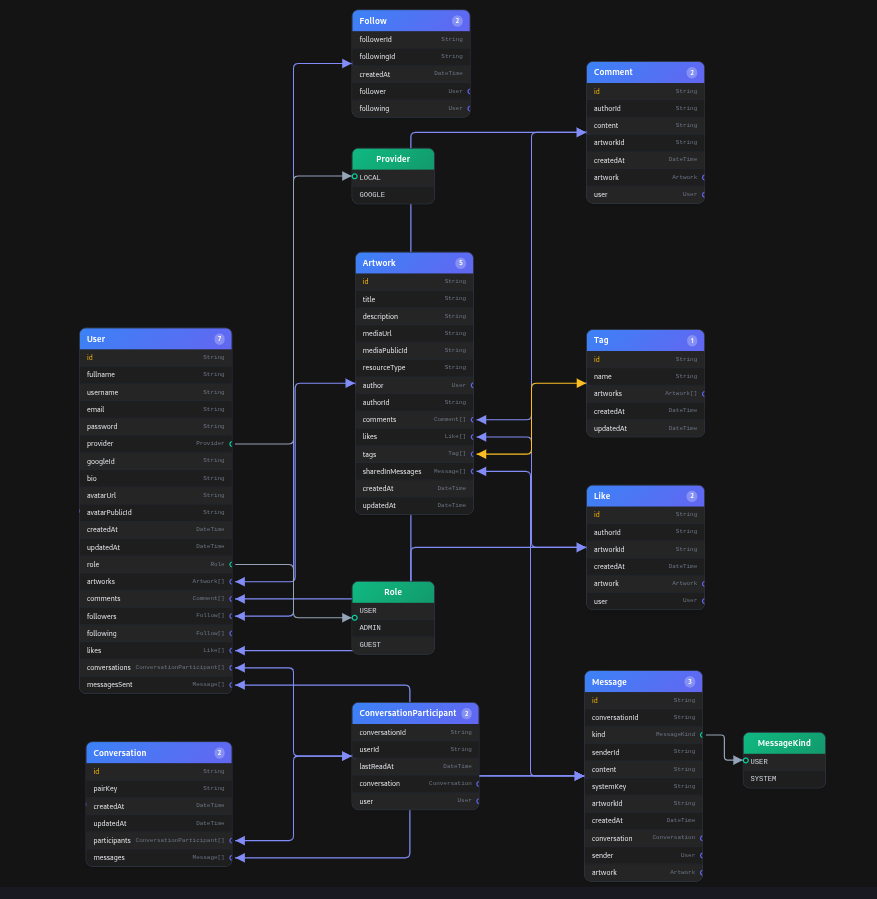 Follow 2
followerId String
followingId String
createdAt DateTime
follower User
following User
Comment 2
id String
authorId String
content String
artworkId String
createdAt DateTime
artwork Artwork
user User
Provider
LOCAL
GOOGLE
Artwork 5
id String
title String
description String
mediaUrl String
mediaPublicId String
resourceType String
author User
authorId String
comments Comment[]
likes Like[]
tags Tag[]
sharedInMessages Message[]
createdAt DateTime
updatedAt DateTime
User 7
id String
fullname String
username String
email String
password String
provider Provider
googleId String
bio String
avatarUrl String
avatarPublicId String
createdAt DateTime
updatedAt DateTime
role Role
artworks Artwork[]
comments Comment[]
followers Follow[]
following Follow[]
likes Like[]
conversations ConversationParticipant[]
messagesSent Message[]
Tag 1
id String
name String
artworks Artwork[]
createdAt DateTime
updatedAt DateTime
Like 2
id String
authorId String
artworkId String
createdAt DateTime
artwork Artwork
user User
Role
USER
ADMIN
GUEST
ConversationParticipant 2
conversationId String
userId String
lastReadAt DateTime
conversation Conversation
user User
Conversation 2
id String
pairKey String
createdAt DateTime
updatedAt DateTime
participants ConversationParticipant[]
messages Message[]
Message 3
id String
conversationId String
kind MessageKind
senderId String
content String
systemKey String
artworkId String
createdAt DateTime
conversation Conversation
sender User
artwork Artwork
MessageKind
USER
SYSTEM